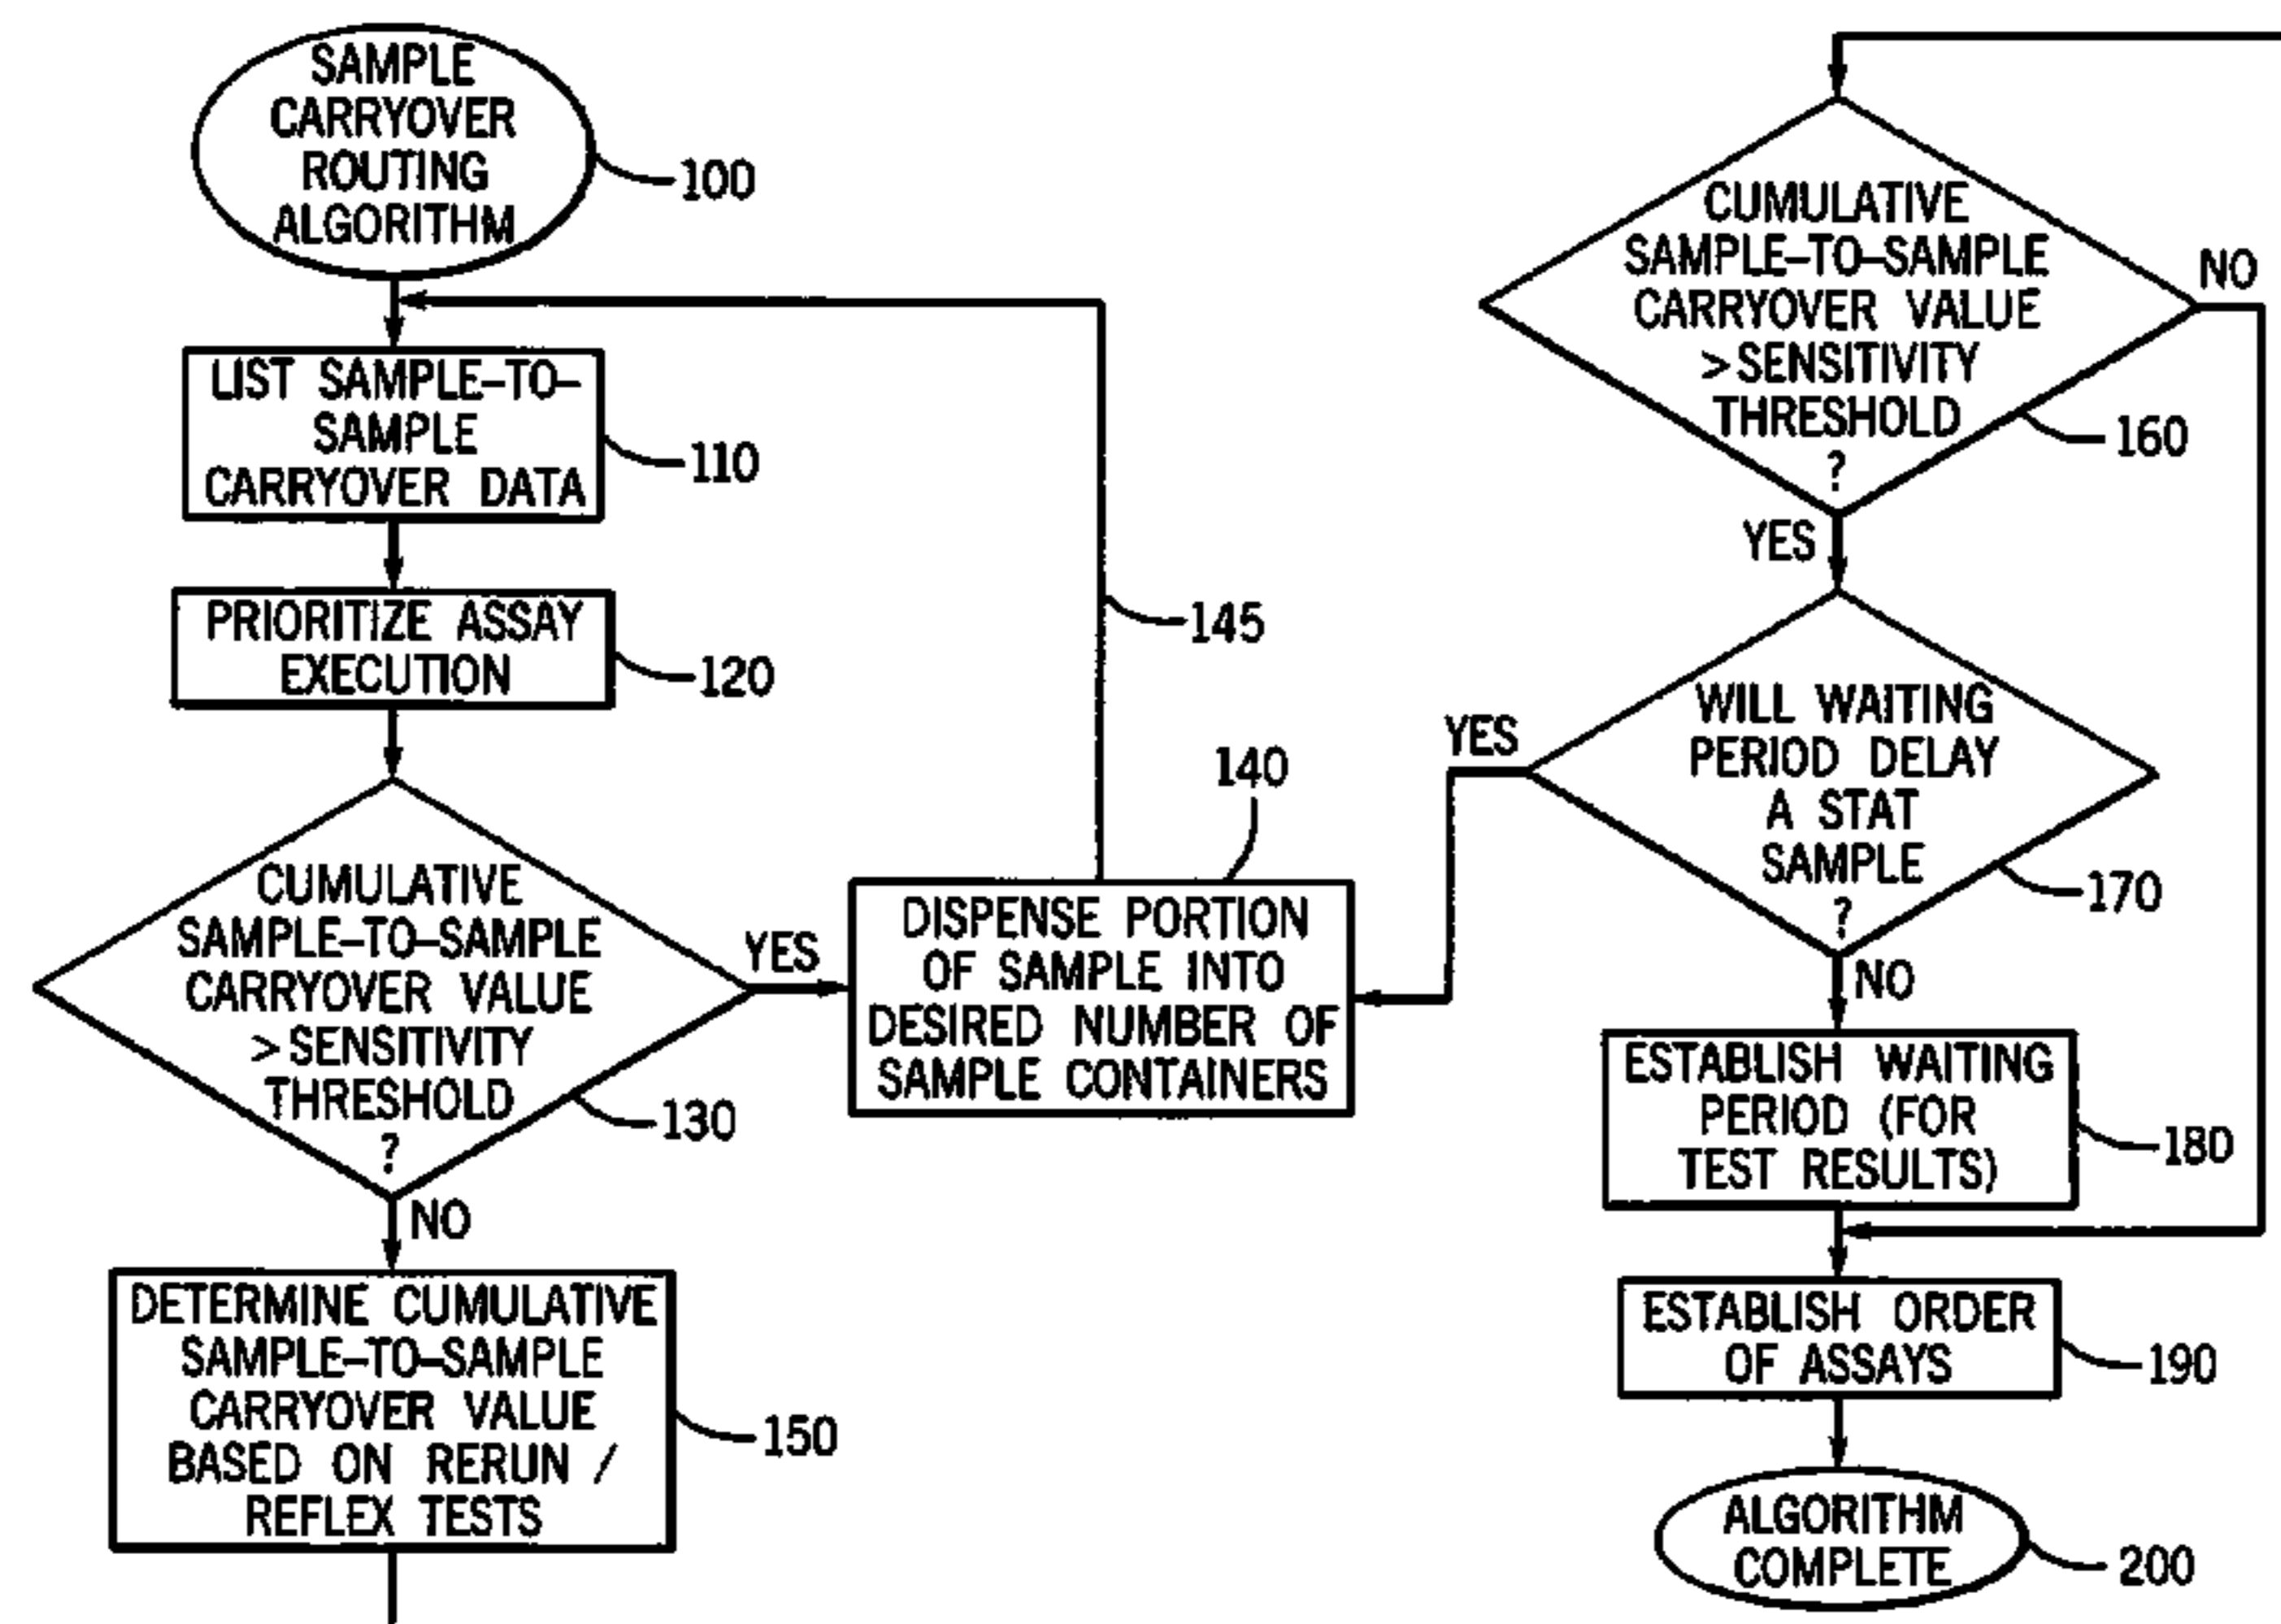 SAMPLE
CARRYOVER
ROUTING
ALGORITHM
100
LIST SAMPLE-TO-
SAMPLE
CARRYOVER DATA
110
PRIORITIZE ASSAY
EXECUTION
120
CUMULATIVE
SAMPLE-TO-SAMPLE
CARRYOVER VALUE
>SENSITIVITY
THRESHOLD
?
130
YES
NO
140
145
DISPENSE PORTION
OF SAMPLE INTO
DESIRED NUMBER OF
SAMPLE CONTAINERS
DETERMINE CUMULATIVE
SAMPLE-TO-SAMPLE
CARRYOVER VALUE
BASED ON RERUN /
REFLEX TESTS
150
CUMULATIVE
SAMPLE-TO-SAMPLE
CARRYOVER VALUE
>SENSITIVITY
THRESHOLD
?
160
NO
YES
WILL WAITING
PERIOD DELAY
A STAT
SAMPLE
?
170
YES
NO
ESTABLISH WAITING
PERIOD (FOR
TEST RESULTS)
180
ESTABLISH ORDER
OF ASSAYS
190
ALGORITHM
COMPLETE
200